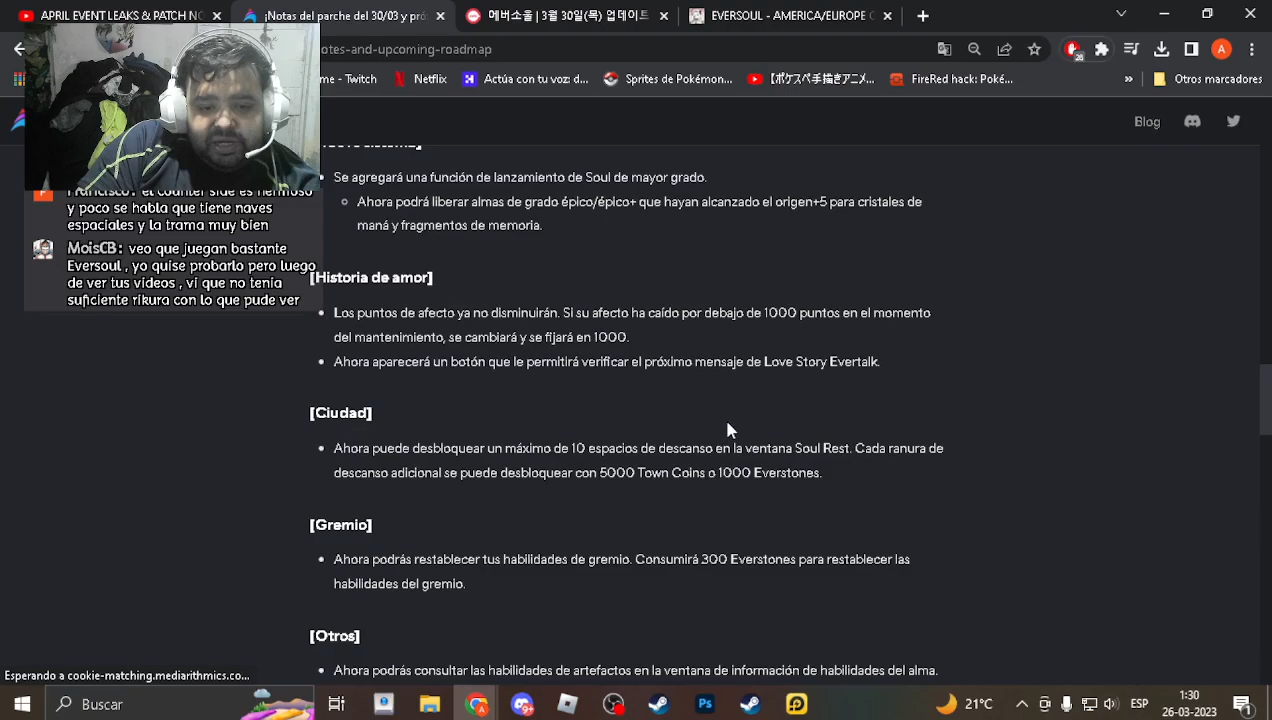 APRIL EVENT LEAKS & PATCH NO
¡Notas del parche del 30/03 y pró
에버소울 | 3월 30일(목) 업데이트
EVERSOUL - AMERICA/EUROPE C
otes-and-upcoming-roadmap
me - Twitch
Netflix
Actúa con tu voz: d...
Sprites de Pokémon...
【ポケスペ手描きアニメ...
FireRed hack: Poké...
Otros marcadores
Blog
Se agregará una función de lanzamiento de Soul de mayor grado.
Ahora podrá liberar almas de grado épico/épico+ que hayan alcanzado el origen+5 para cristales de
maná y fragmentos de memoria.
Francisco: el counter side es hermoso
y poco se habla que tiene naves
espaciales y la trama muy bien
MoisCB: veo que juegan bastante
Eversoul , yo quise probarlo pero luego
de ver tus videos , vi que no tenia
suficiente rikura con lo que pude ver
[Historia de amor]
Los puntos de afecto ya no disminuirán. Si su afecto ha caído por debajo de 1000 puntos en el momento
del mantenimiento, se cambiará y se fijará en 1000.
Ahora aparecerá un botón que le permitirá verificar el próximo mensaje de Love Story Evertalk.
[Ciudad]
Ahora puede desbloquear un máximo de 10 espacios de descanso en la ventana Soul Rest. Cada ranura de
descanso adicional se puede desbloquear con 5000 Town Coins o 1000 Everstones.
[Gremio]
Ahora podrás restablecer tus habilidades de gremio. Consumirá 300 Everstones para restablecer las
habilidades del gremio.
[Otros]
Ahora podrás consultar las habilidades de artefactos en la ventana de información de habilidades del alma.
Esperando a cookie-matching.mediarithmics.co...
Buscar
21°C
ESP
1:30
26-03-2023